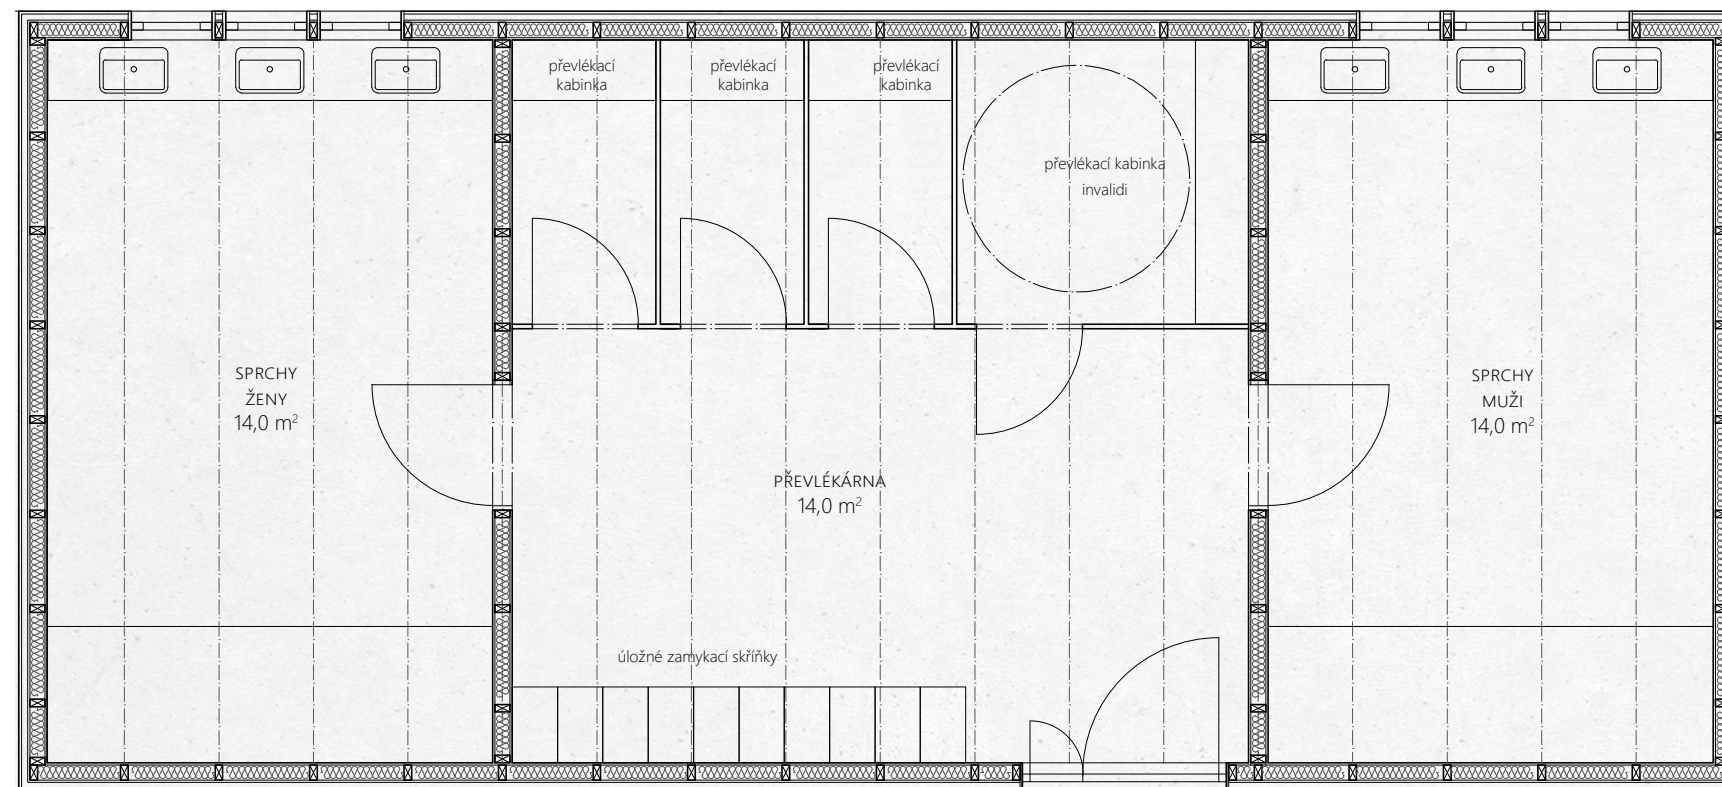 převlékací
kabinka
převlékací
kabinka
převlékací
kabinka
převlékací kabinka
invalidi
SPRCHY
ŽENY
14,0 m²
SPRCHY
MUŽI
14,0 m²
PŘEVLÉKÁRNA
14,0 m²
úložné zamykací skříňky